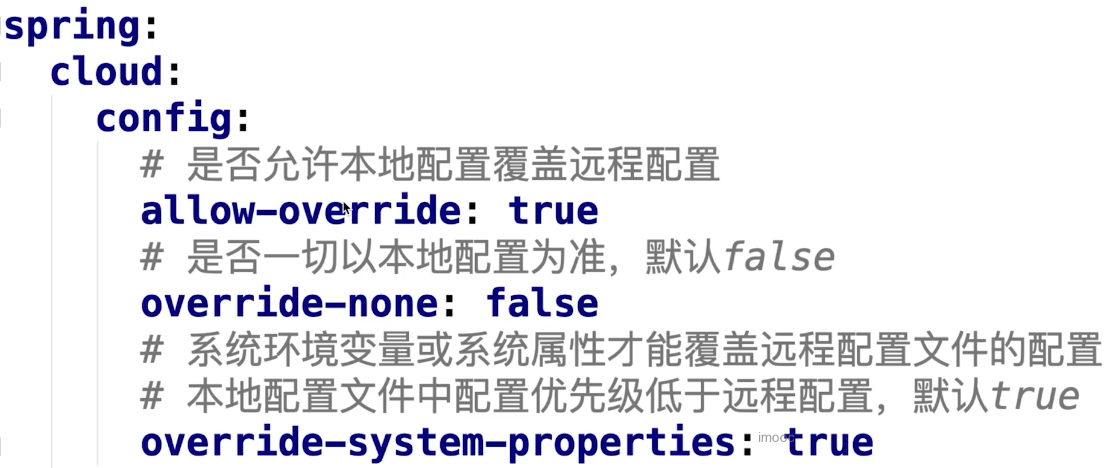 spring:
  cloud:
    config:
      # 是否允许本地配置覆盖远程配置
      allow-override: true
      # 是否一切以本地配置为准，默认false
      override-none: false
      # 系统环境变量或系统属性才能覆盖远程配置文件的配置
      # 本地配置文件中配置优先级低于远程配置，默认true
      override-system-properties: true
imooc